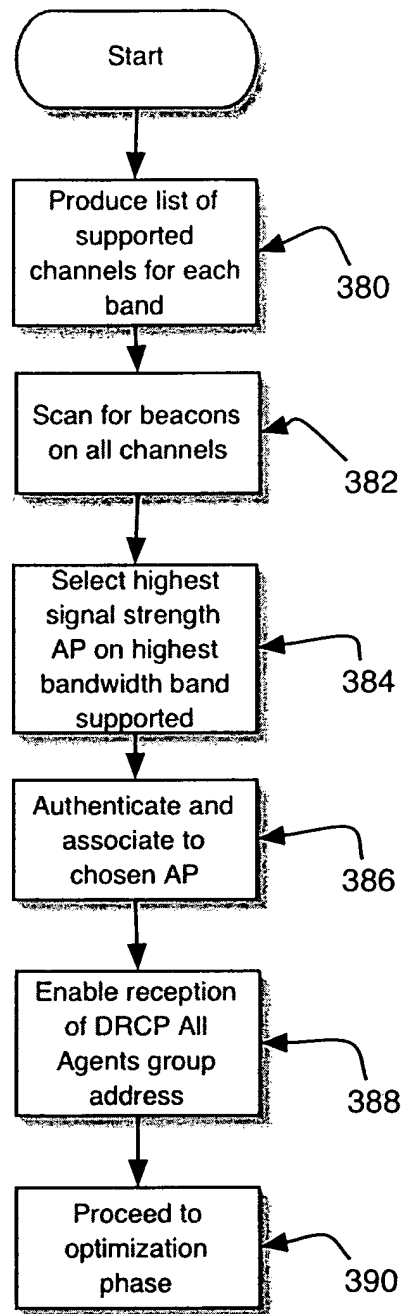 Start
Produce list of
supported
channels for each
band
380
Scan for beacons
on all channels
382
Select highest
signal strength
AP on highest
bandwidth band
supported
384
Authenticate and
associate to
chosen AP
386
Enable reception
of DRCP All
Agents group
address
388
Proceed to
optimization
phase
390